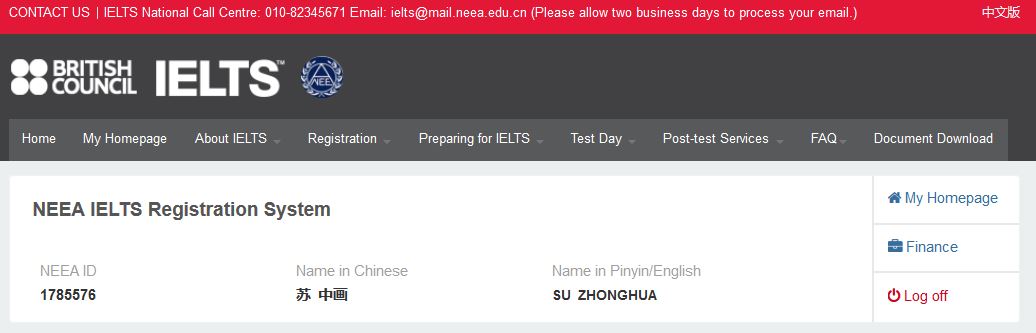 CONTACT US | IELTS National Call Centre: 010-82345671 Email: ielts@mail.neea.edu.cn (Please allow two business days to process your email.) 中文版
BRITISH
COUNCIL
IELTS™
NEE
Home My Homepage About IELTS Registration Preparing for IELTS Test Day Post-test Services FAQ Document Download
NEEA IELTS Registration System
NEEA ID Name in Chinese Name in Pinyin/English
1785576 苏 中画 SU ZHONGHUA
My Homepage
Finance
Log off